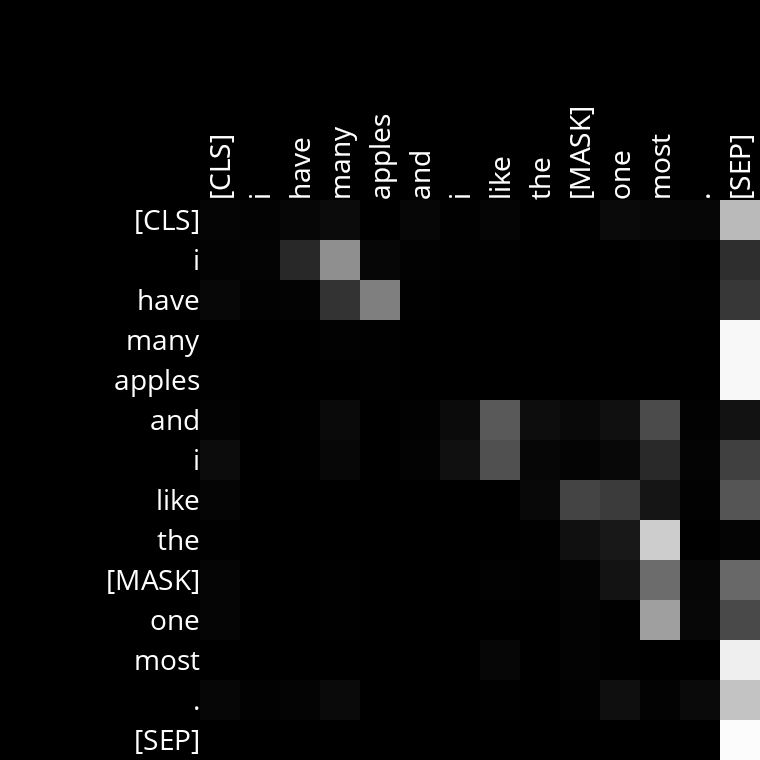 [CLS] i have many apples and i like the [MASK] one most . [SEP]
[CLS]
i
have
many
apples
and
i
like
the
[MASK]
one
most
.
[SEP]